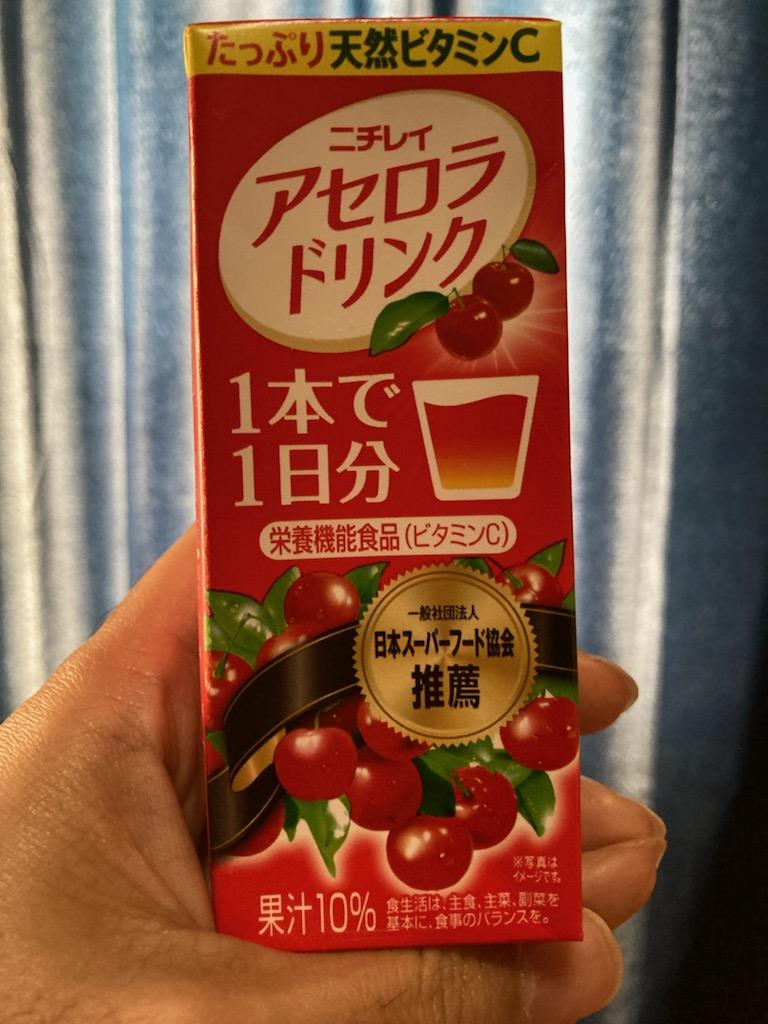 たっぷり天然ビタミンC
ニチレイ
アセロラ
ドリンク
1本で
1日分
栄養機能食品(ビタミンC)
一般社団法人
日本スーパーフード協会
推薦
※写真は
イメージです。
果汁10%
食生活は、主食、主菜、副菜を
基本に、食事のバランスを。